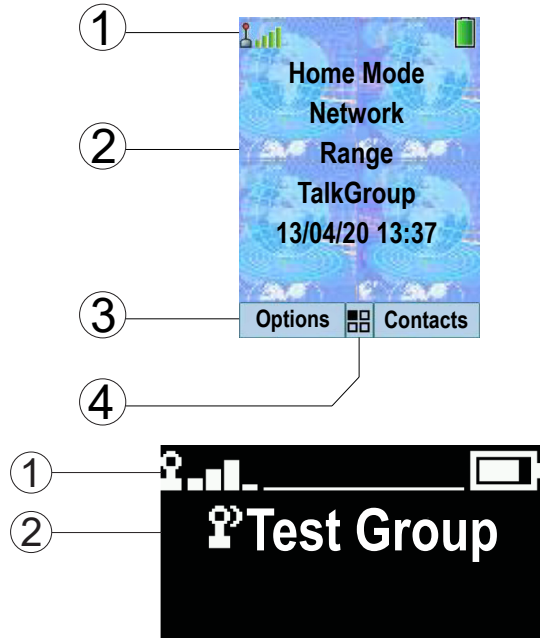 1
Home Mode
Network
2
Range
TalkGroup
13/04/20 13:37
3
Options
Contacts
4
1
2
Test Group